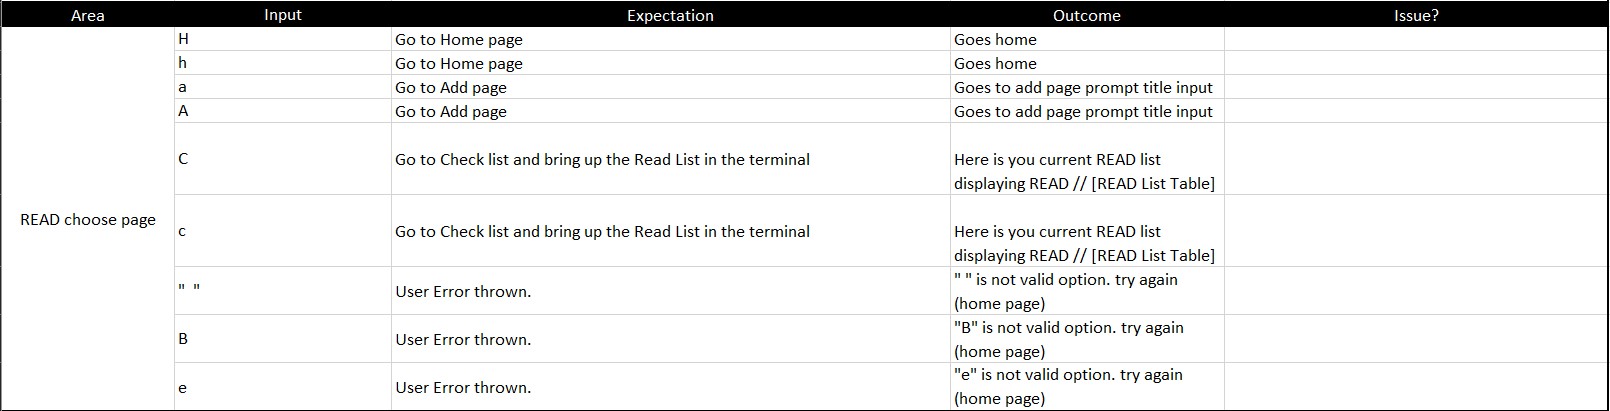 Area Input Expectation Outcome Issue?
READ choose page
H Go to Home page Goes home
h Go to Home page Goes home
a Go to Add page Goes to add page prompt title input
A Go to Add page Goes to add page prompt title input
C Go to Check list and bring up the Read List in the terminal Here is you current READ list
displaying READ // [READ List Table]
c Go to Check list and bring up the Read List in the terminal Here is you current READ list
displaying READ // [READ List Table]
" " User Error thrown. " " is not valid option. try again
(home page)
B User Error thrown. "B" is not valid option. try again
(home page)
e User Error thrown. "e" is not valid option. try again
(home page)